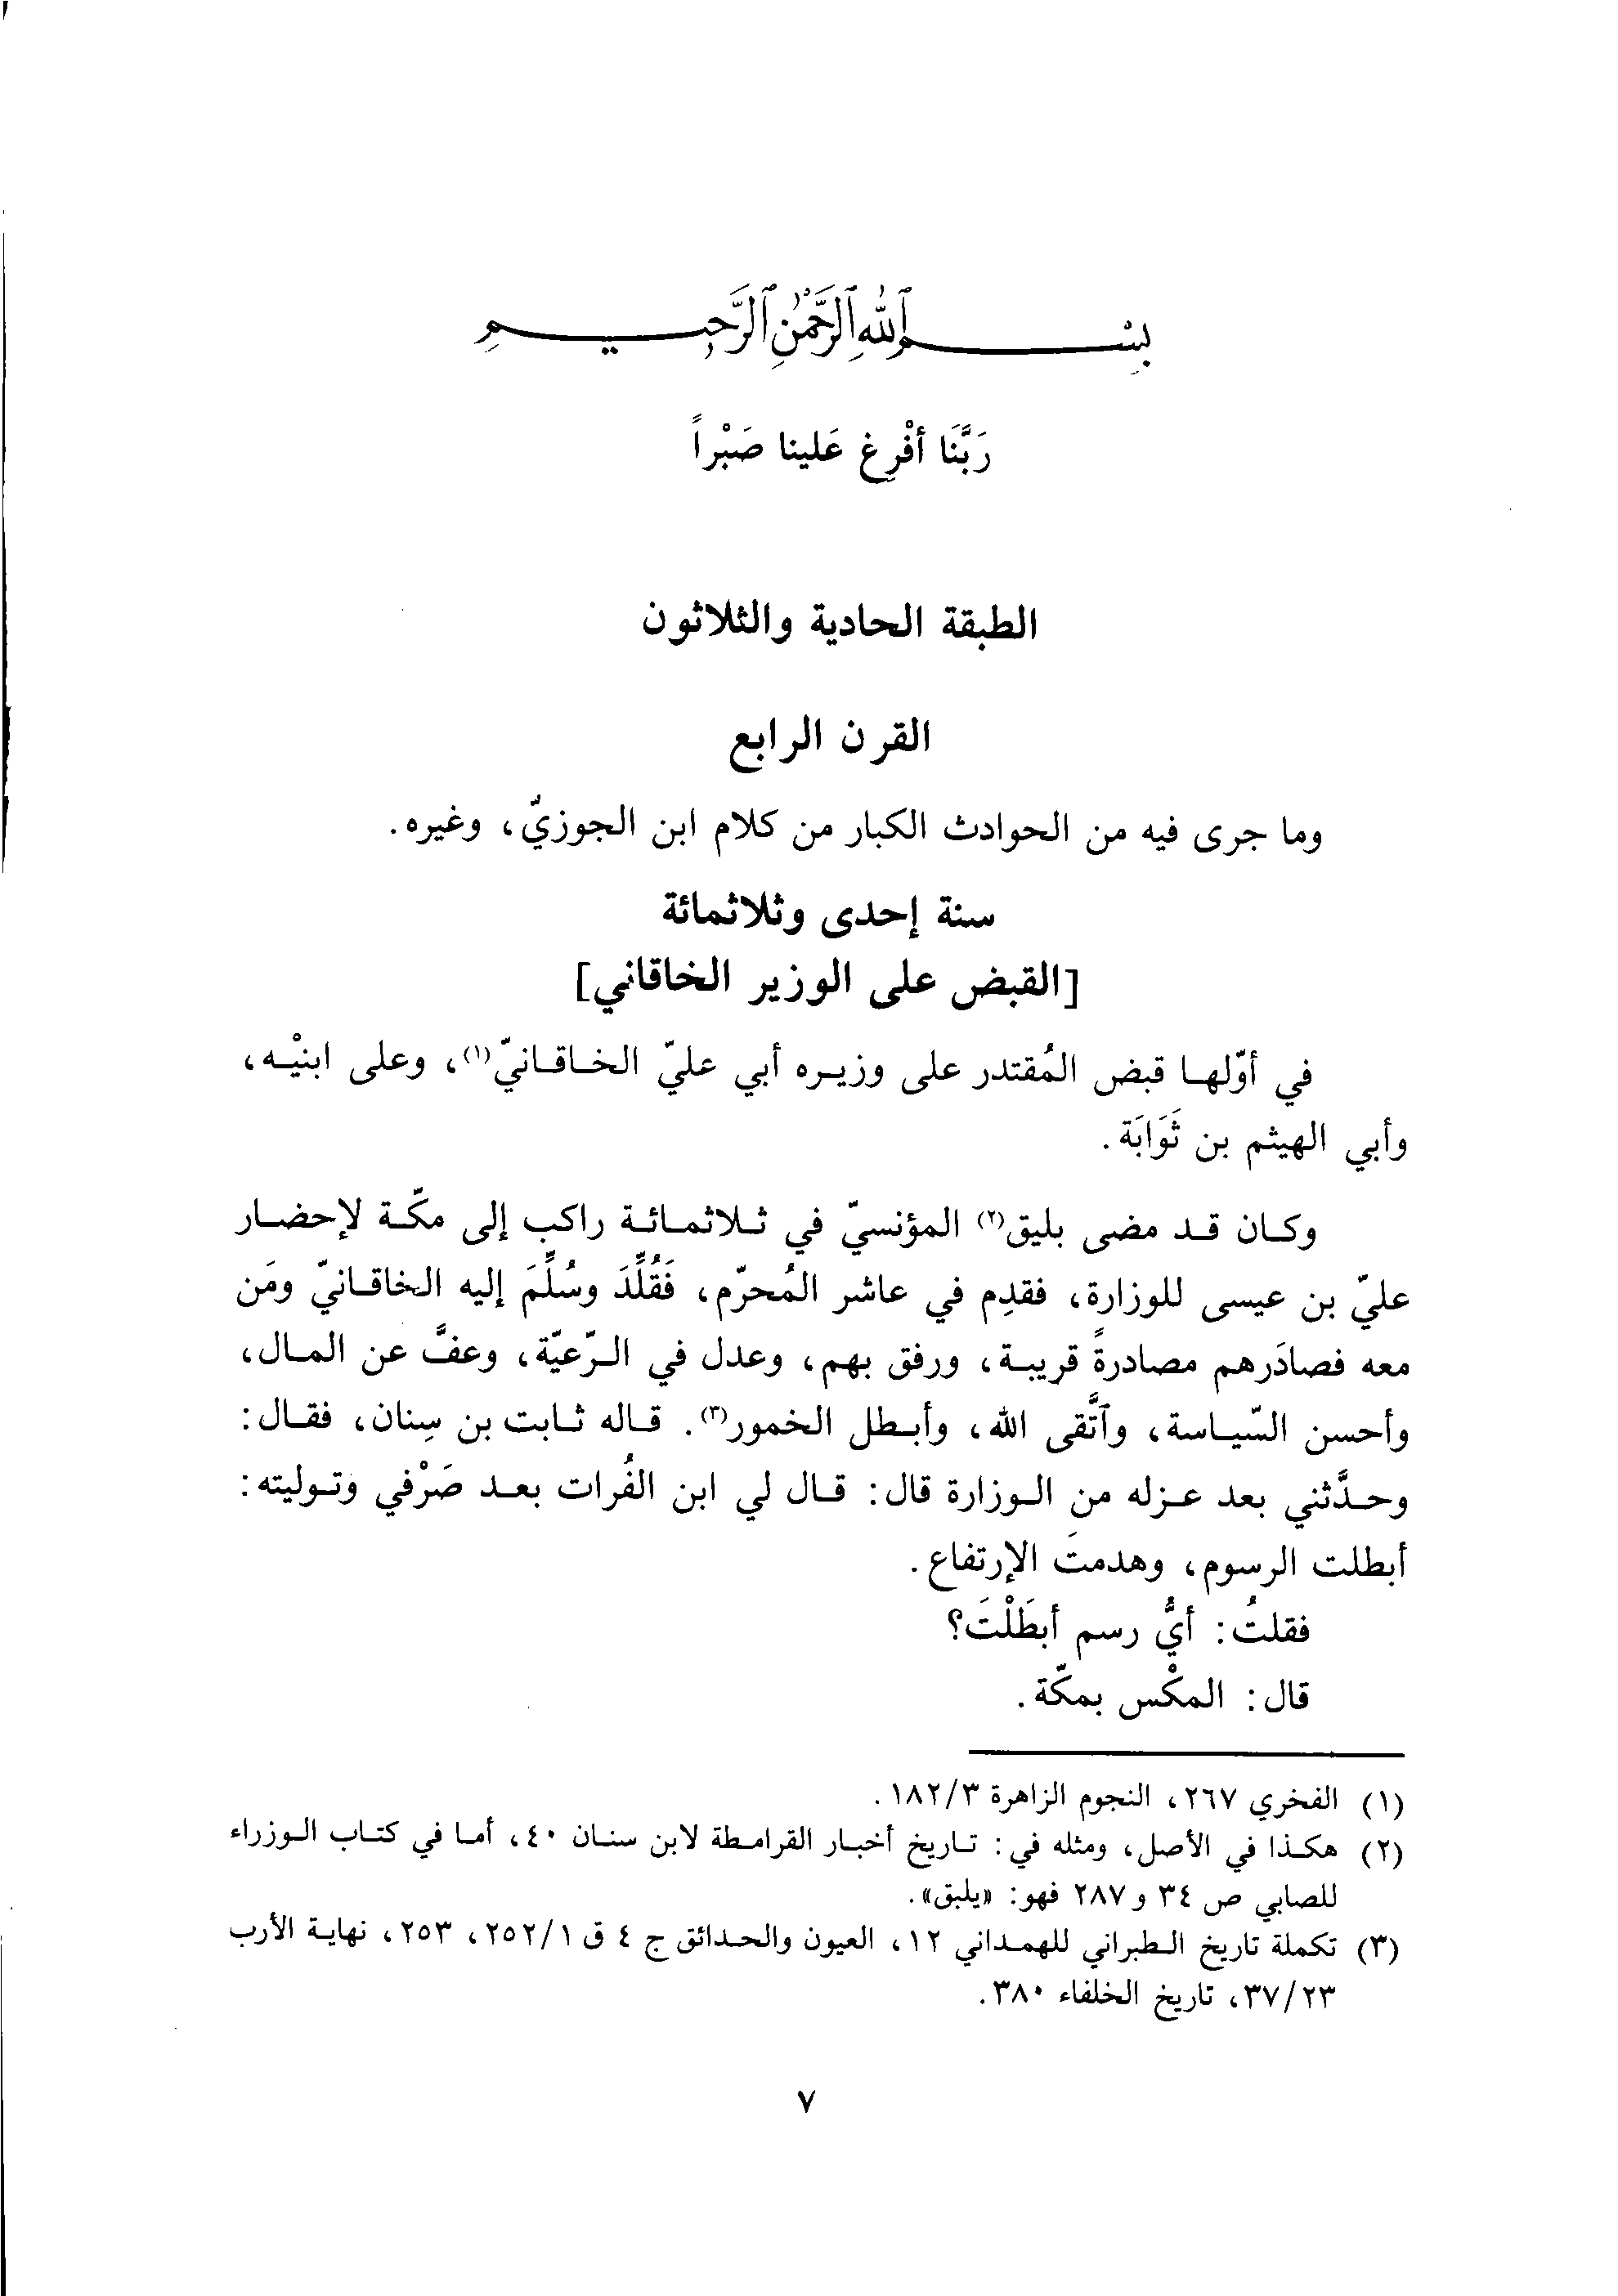 بِسْمِ ٱللَّهِ ٱلرَّحْمَٰنِ ٱلرَّحِيمِ
رَبَّنَا أفْرِغ عَلينا صَبْراً
الطبقة الحادية والثلاثون
القرن الرابع
وما جرى فيه من الحوادث الكبار من كلام ابن الجوزيّ، وغيره.
سنة إحدى وثلاثمائة
[القبض على الوزير الخاقاني]
في أوّلها قبض المُقتدر على وزيره أبي عليّ الخاقانيّ(١)، وعلى ابنيْه،
وأبي الهيثم بن ثَوَابَة.
وكان قد مضى بليق(٢) المؤنسيّ في ثلاثمائة راكب إلى مكّة لإحضار
عليّ بن عيسى للوزارة، فقدِم في عاشر المُحرّم، فَقُلِّدَ وسُلِّمَ إليه الخاقانيّ ومَن
معه فصادَرهم مصادرةً قريبة، ورفق بهم، وعدل في الرّعيّة، وعفَّ عن المال،
وأحسن السّياسة، وٱتَّقى الله، وأبطل الخمور(٣). قاله ثابت بن سِنان، فقال:
وحدَّثني بعد عزله من الوزارة قال: قال لي ابن الفُرات بعد صَرْفي وتوليته:
أبطلت الرسوم، وهدمتَ الإرتفاع.
فقلتُ: أيُّ رسم أبطَلْتَ؟
قال: المكْس بمكّة.
(١) الفخري ٢٦٧، النجوم الزاهرة ١٨٢/٣.
(٢) هكذا في الأصل، ومثله في: تاريخ أخبار القرامطة لابن سنان ٤٠، أما في كتاب الوزراء
للصابي ص ٣٤ و ٢٨٧ فهو: «يلبق».
(٣) تكملة تاريخ الطبراني للهمداني ١٢، العيون والحدائق ج ٤ ق ٢٥٢/١، ٢٥٣، نهاية الأرب
٣٧/٢٣، تاريخ الخلفاء ٣٨٠.
٧